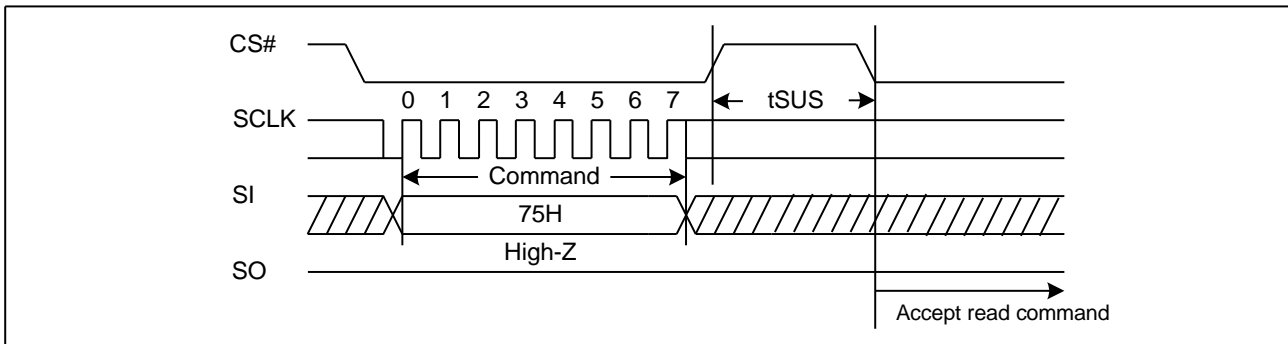 CS#
0 1 2 3 4 5 6 7
tSUS
SCLK
Command
SI
75H
High-Z
SO
Accept read command